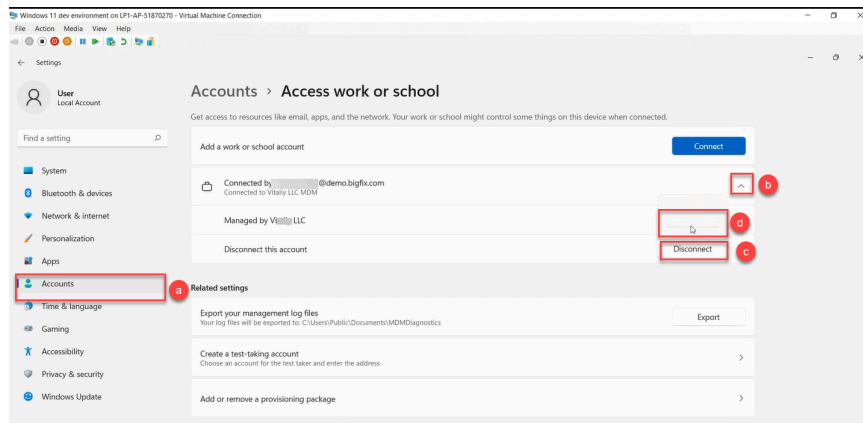 Windows 11 dev environment on LP1-AP-51870270 - Virtual Machine Connection
File Action Media View Help
Settings
User
Local Account
Find a setting
System
Bluetooth & devices
Network & internet
Personalization
Apps
Accounts
a
Time & language
Gaming
Accessibility
Privacy & security
Windows Update
Accounts > Access work or school
Get access to resources like email, apps, and the network. Your work or school might control some things on this device when connected.
Add a work or school account
Connect
Connected by @demo.bigfix.com
b
Connected to Vitaliy LLC MDM
Managed by LLC
d
Disconnect this account
Disconnect
c
Related settings
Export your management log files
Your log files will be exported to: C:\Users\Public\Documents\MDMDiagnostics
Export
Create a test-taking account
Choose an account for the test taker and enter the address
Add or remove a provisioning package